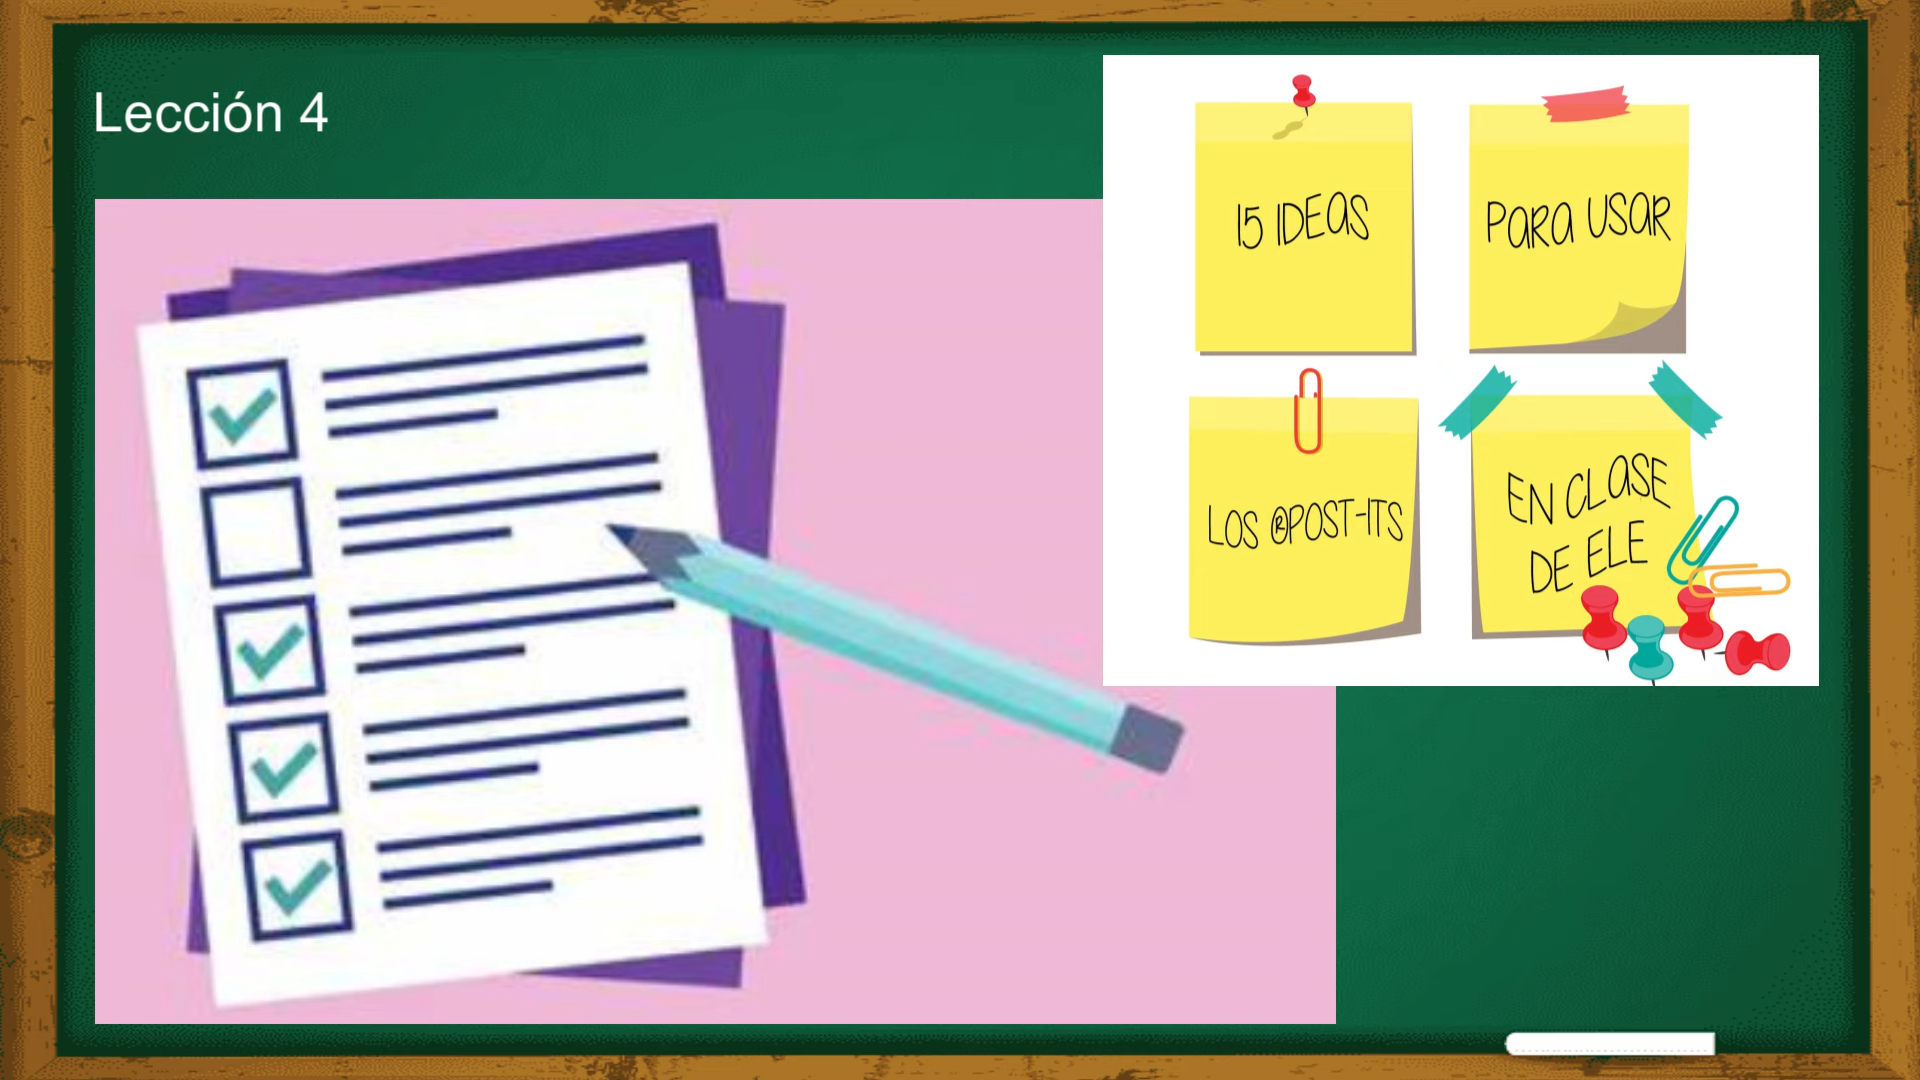 Lección 4
15 IDEAS
PARA USAR
LOS ®POST-ITS
EN CLASE
DE ELE